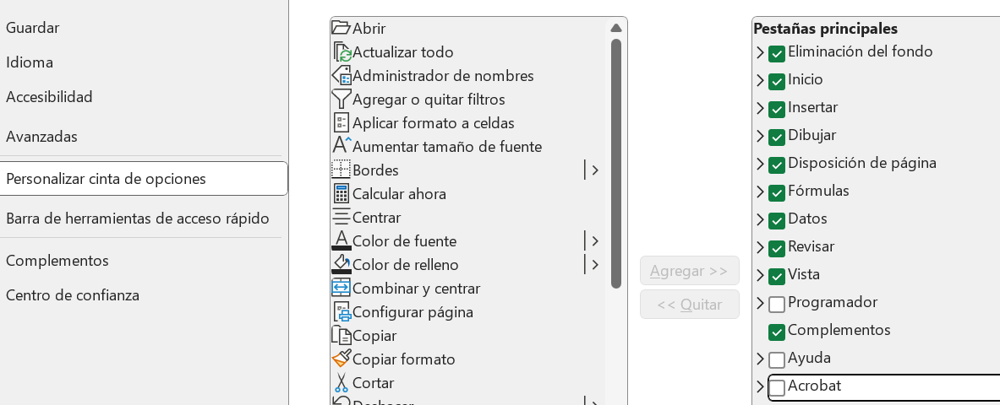 Guardar
Idioma
Accesibilidad
Avanzadas
Personalizar cinta de opciones
Barra de herramientas de acceso rápido
Complementos
Centro de confianza
Abrir
Actualizar todo
Administrador de nombres
Agregar o quitar filtros
Aplicar formato a celdas
Aumentar tamaño de fuente
Bordes
Calcular ahora
Centrar
Color de fuente
Color de relleno
Combinar y centrar
Configurar página
Copiar
Copiar formato
Cortar
Deshacer
Agregar >>
<< Quitar
Pestañas principales
Eliminación del fondo
Inicio
Insertar
Dibujar
Disposición de página
Fórmulas
Datos
Revisar
Vista
Programador
Complementos
Ayuda
Acrobat